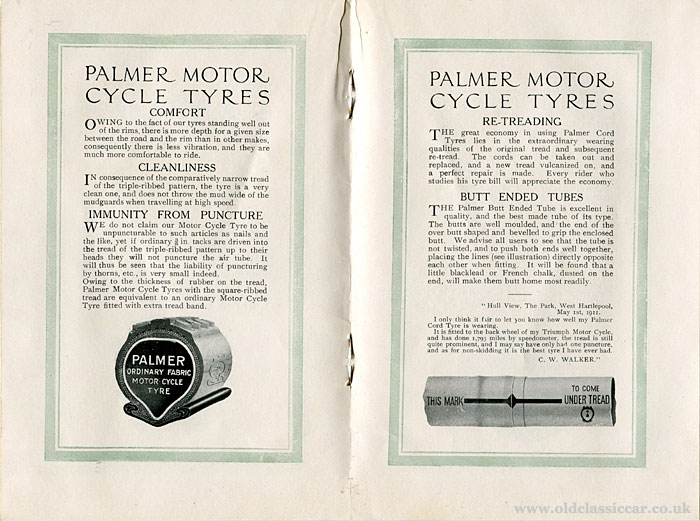 PALMER MOTOR
CYCLE TYRES
COMFORT
OWING to the fact of our tyres standing well out
of the rims, there is more depth for a given size
between the road and the rim than in other makes,
consequently there is less vibration, and they are
much more comfortable to ride.
CLEANLINESS
IN consequence of the comparatively narrow tread
of the triple-ribbed pattern, the tyre is a very
clean one, and does not throw the mud wide of the
mudguards when travelling at high speed.
IMMUNITY FROM PUNCTURE
WE do not claim our Motor Cycle Tyre to be
unpuncturable to such articles as nails and
the like, yet if ordinary in. tacks are driven into
the tread of the triple-ribbed pattern up to their
heads they will not puncture the air tube. It
will thus be seen that the liability of puncturing
by thorns, etc., is very small indeed.
Owing to the thickness of rubber on the tread,
Palmer Motor Cycle Tyres with the square-ribbed
tread are equivalent to an ordinary Motor Cycle
Tyre fitted with extra tread band.
PALMER
ORDINARY FABRIC
MOTOR CYCLE
TYRE
PALMER MOTOR
CYCLE TYRES
RE-TREADING
THE great economy in using Palmer Cord
Tyres lies in the extraordinary wearing
qualities of the original tread and subsequent
re-tread. The cords can be taken out and
replaced, and a new tread vulcanized on, and
a perfect repair is made. Every rider who
studies his tyre bill will appreciate the economy.
BUTT ENDED TUBES
THE Palmer Butt Ended Tube is excellent in
quality, and the best made tube of its type.
The butts are well moulded, and the end of the
over butt shaped and bevelled to grip the enclosed
butt. We advise all users to see that the tube is
not twisted, and to push both ends well together,
placing the lines (see illustration) directly opposite
each other when fitting. It will be found that a
little blacklead or French chalk, dusted on the
end, will make them butt home most readily.
"Hull View, The Park, West Hartlepool,
May 1st, 1911.
I only think it fair to let you know how well my Palmer
Cord Tyre is wearing.
It is fitted to the back wheel of my Triumph Motor Cycle,
and has done 1,795 miles by speedometer, the tread is still
quite prominent, and I may say have only had one puncture,
and as for non-skidding it is the best tyre I have ever had.
C. W. WALKER."
THIS MARK
TO COME
UNDER TREAD
www.oldclassiccar.co.uk